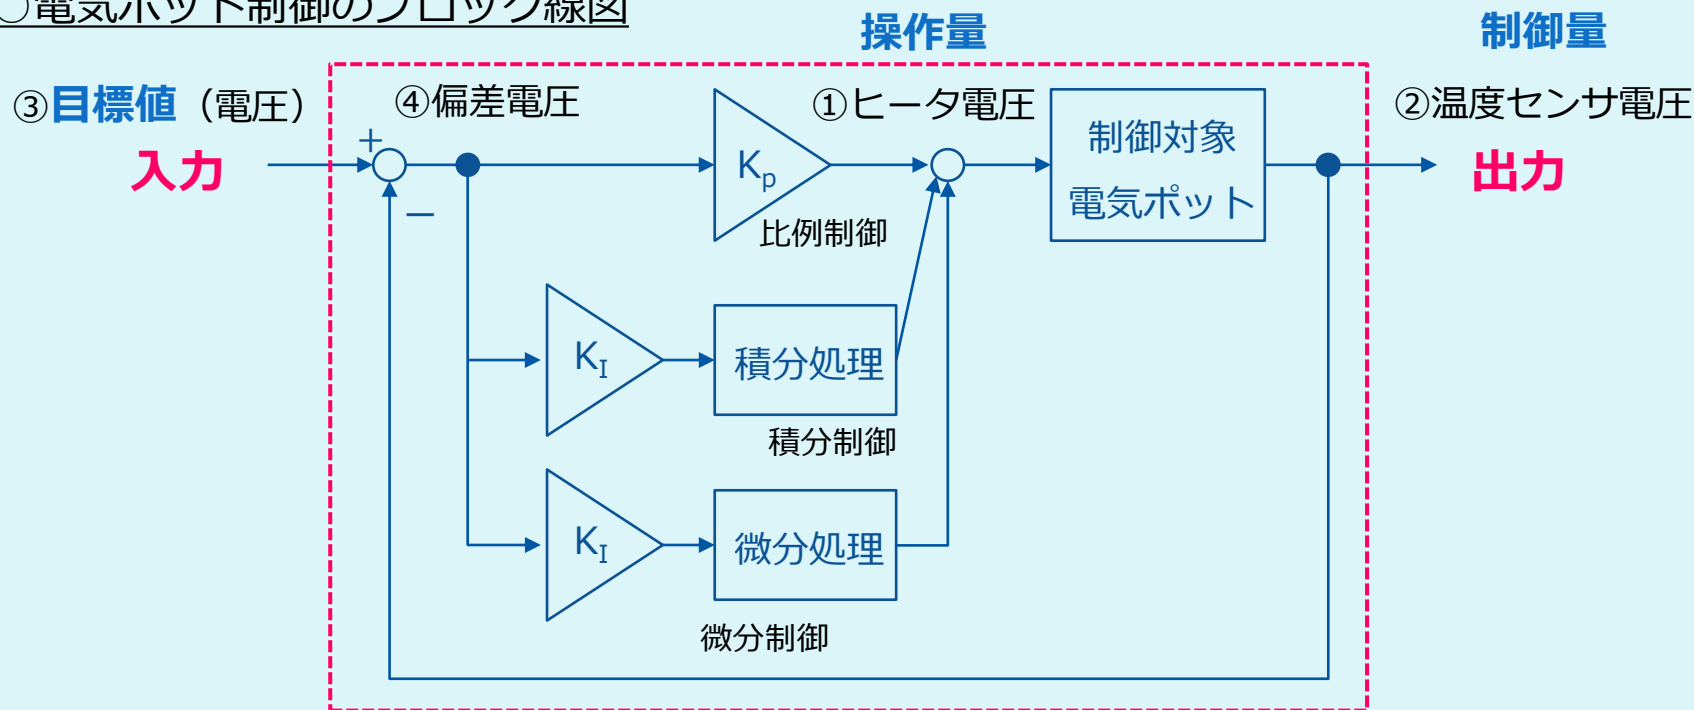 ○電気ポット制御のブロック線図
操作量
制御量
③目標値（電圧）
④偏差電圧
①ヒータ電圧
②温度センサ電圧
入力
+
−
Kp
比例制御
制御対象
電気ポット
出力
KI
積分処理
積分制御
KI
微分処理
微分制御